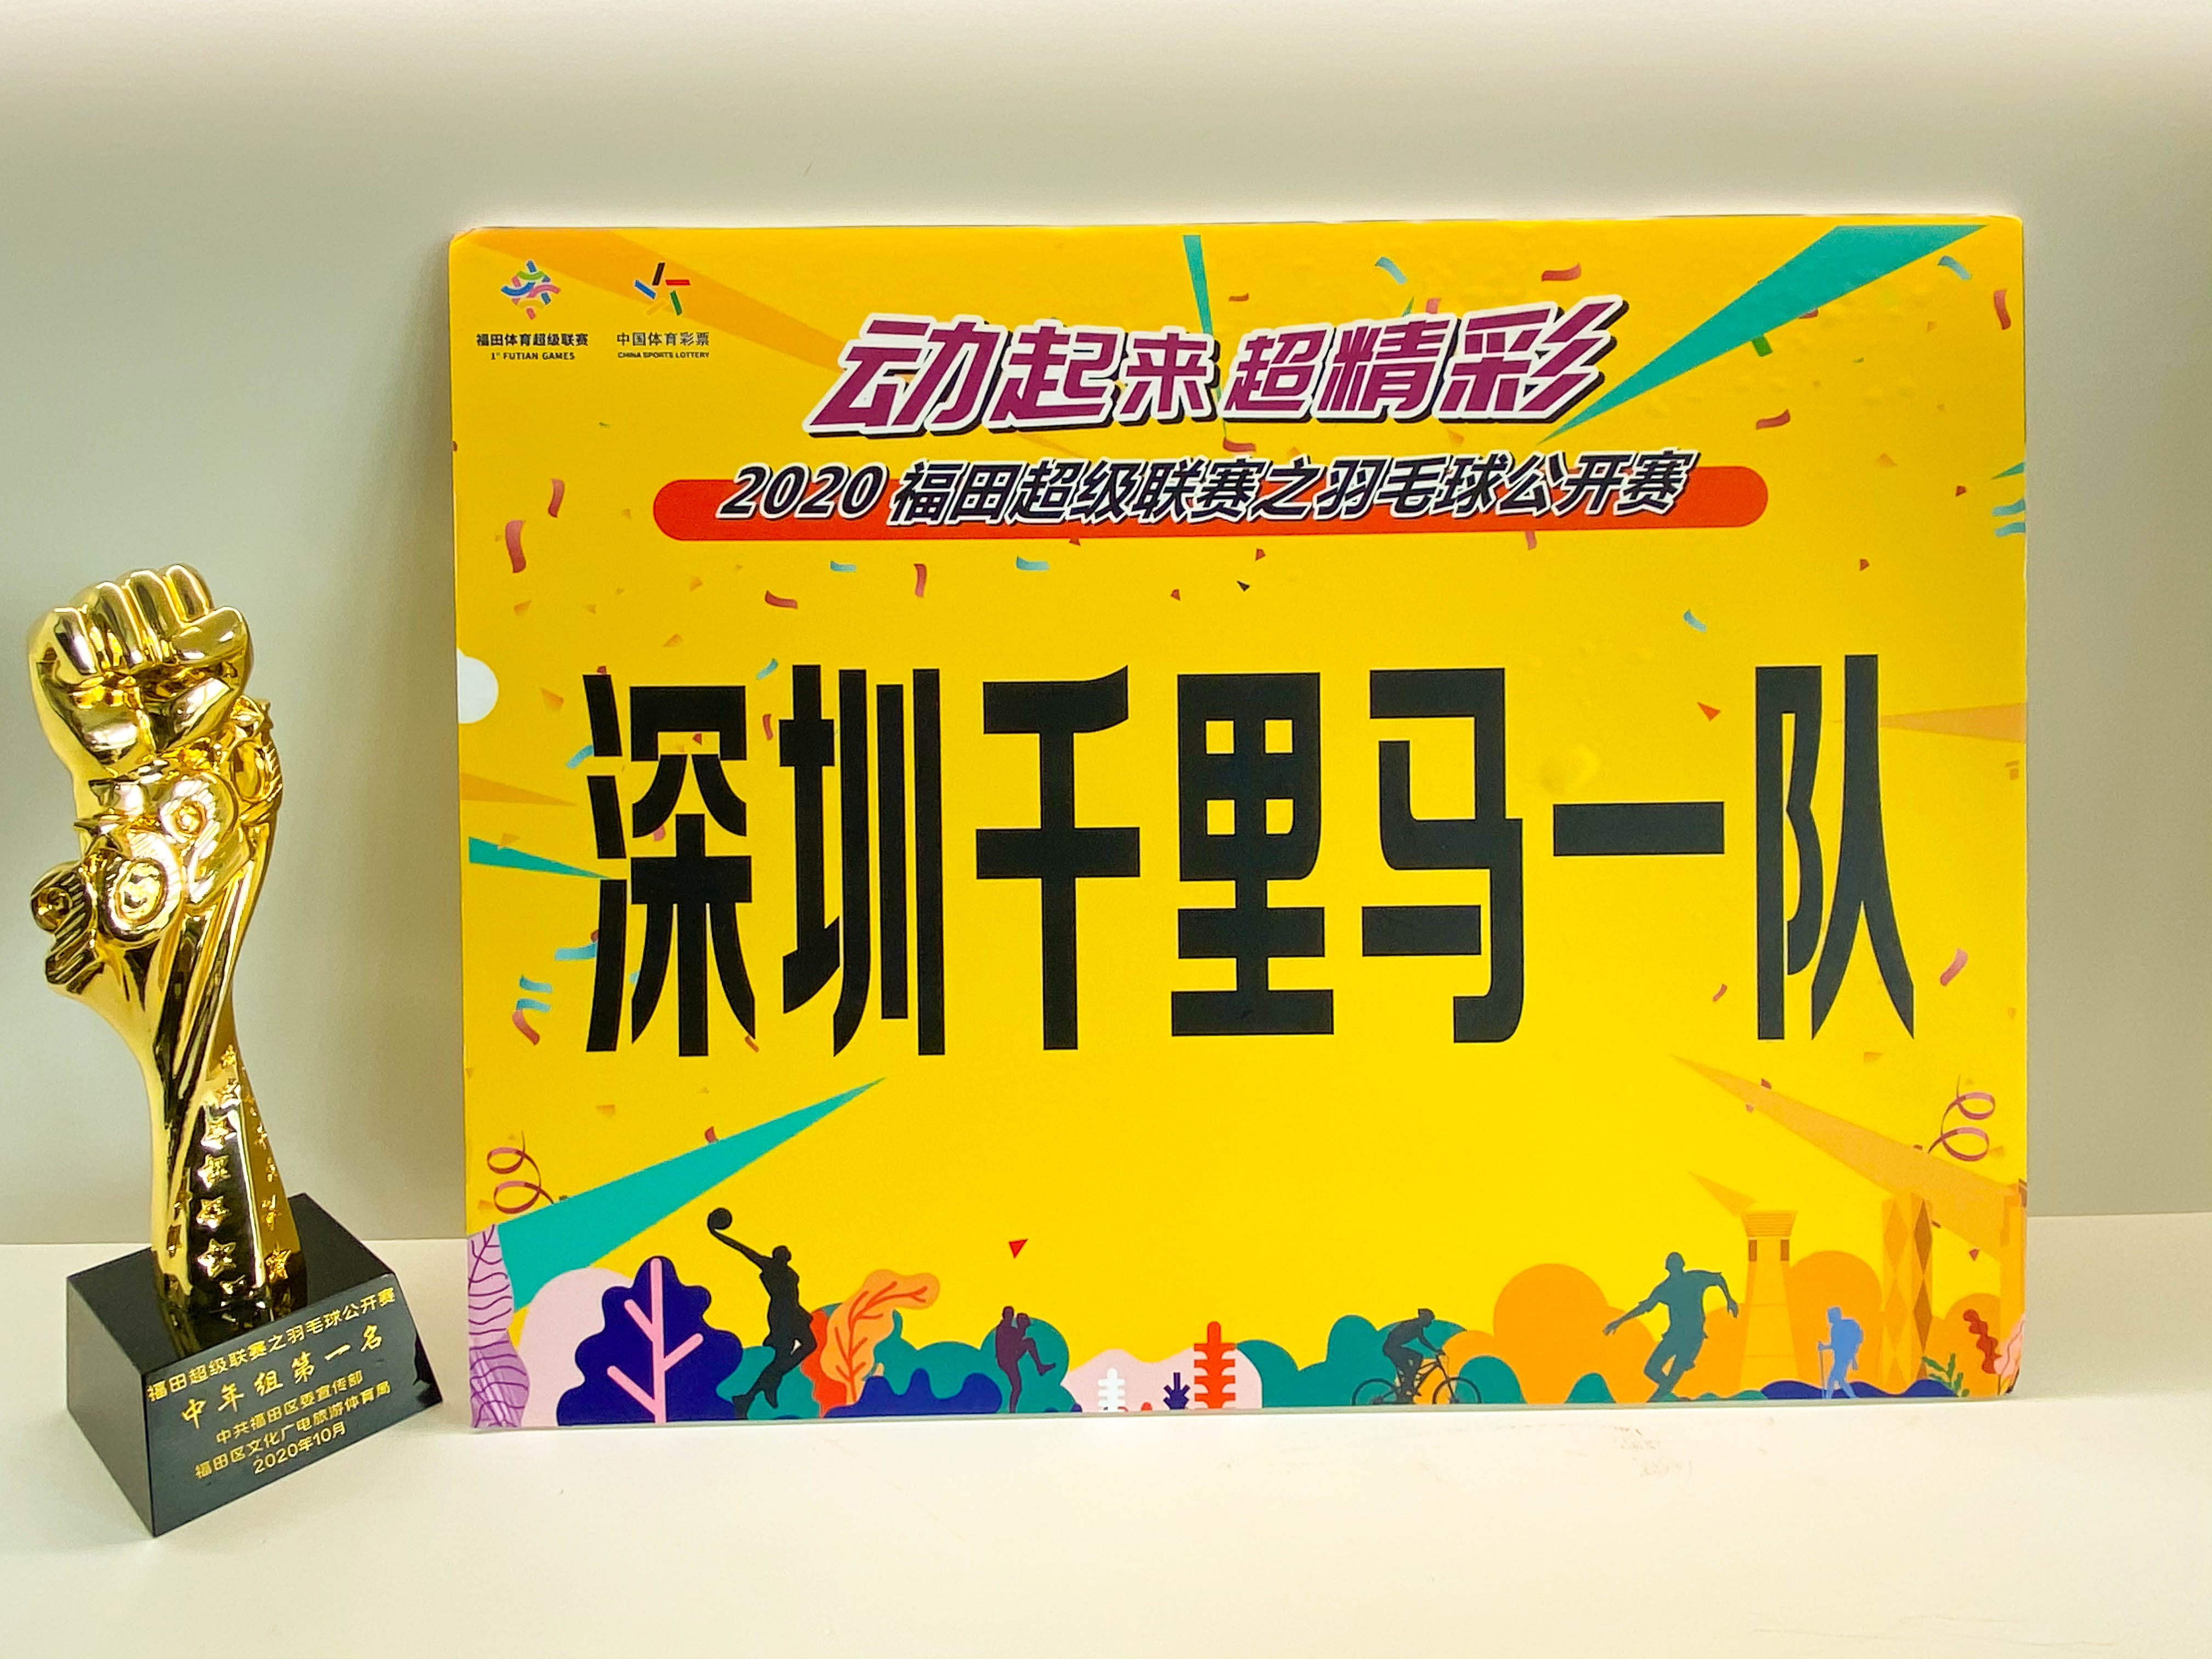 福田体育超级联赛
1st FUTIAN GAMES
中国体育彩票
CHINA SPORTS LOTTERY
动起来 超精彩
2020 福田超级联赛之羽毛球公开赛
深圳千里马一队
福田超级联赛之羽毛球公开赛
中年组第一名
中共福田区委宣传部
福田区文化广电旅游体育局
2020年10月